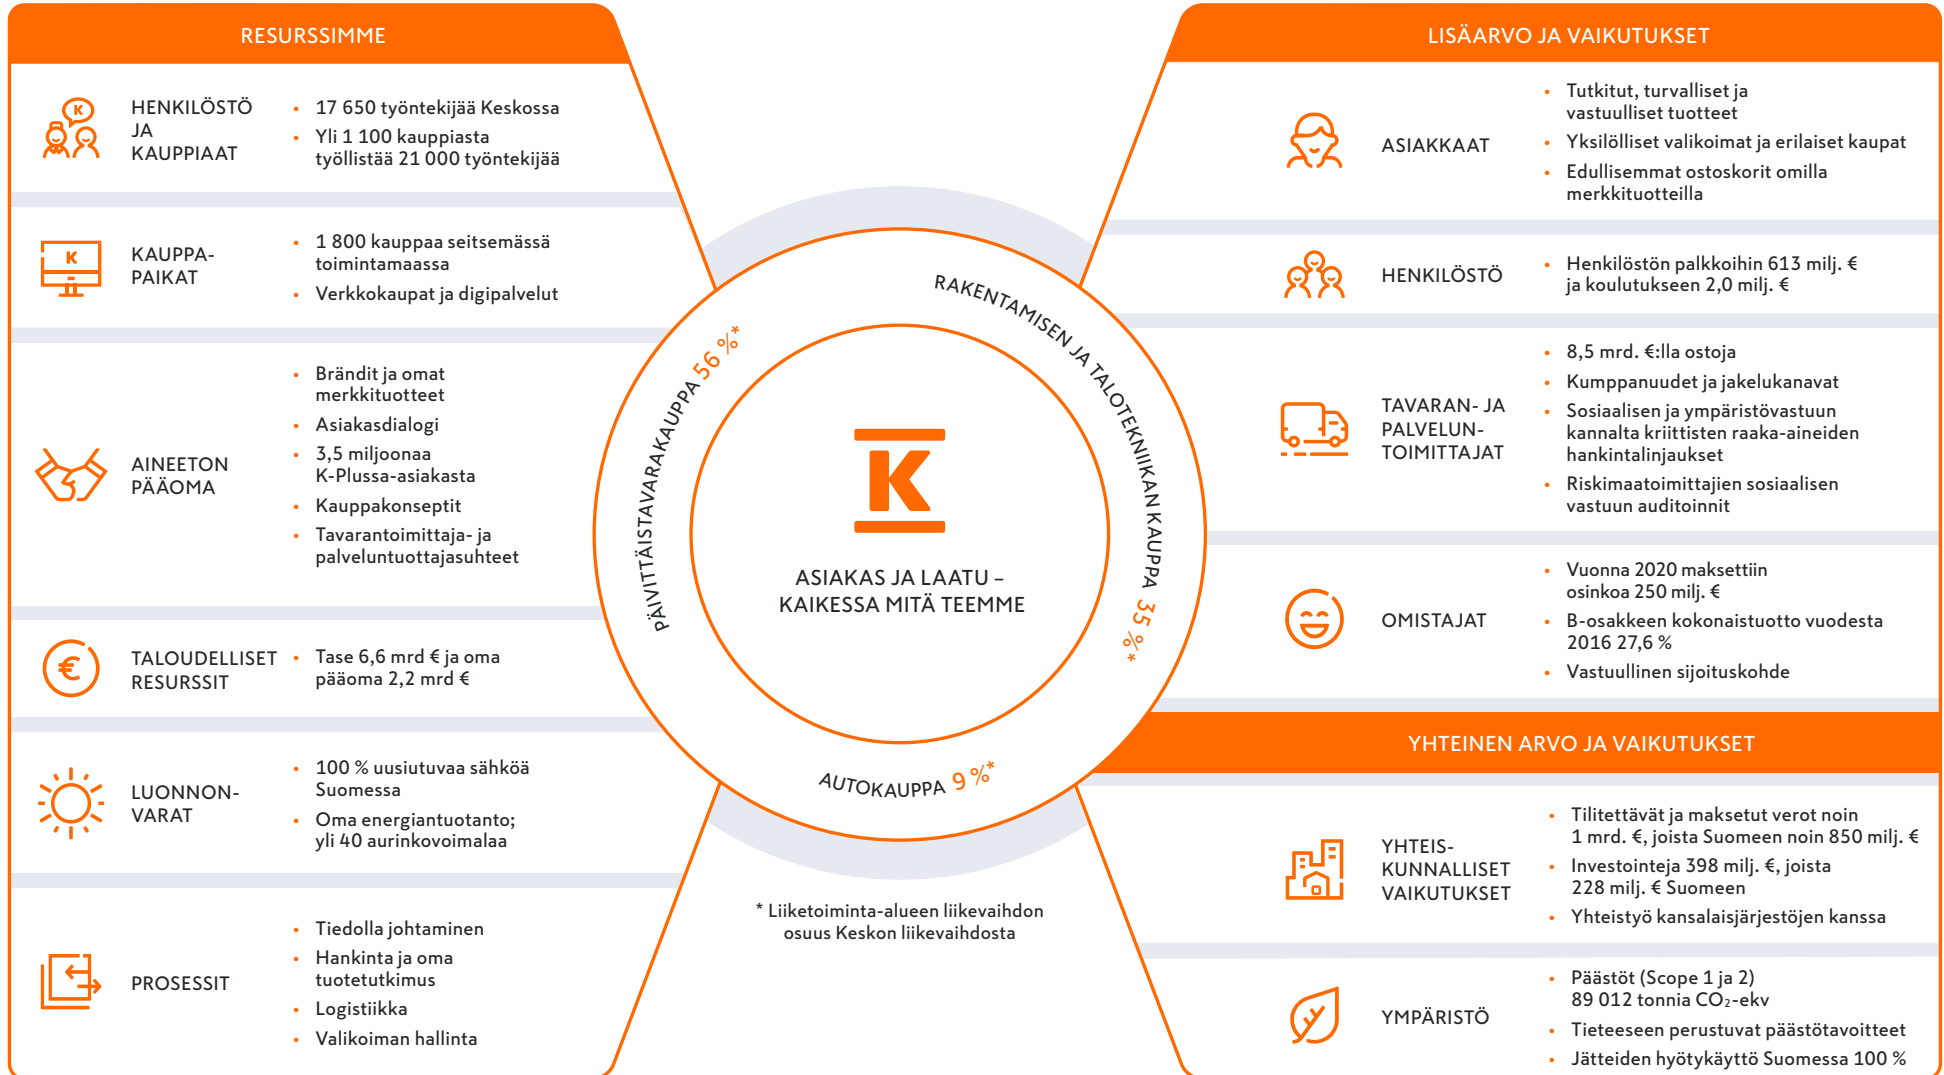 RESURSSIMME
HENKILÖSTÖ
JA
KAUPPIAAT
• 17 650 työntekijää Keskossa
• Yli 1 100 kauppiasta
työllistää 21 000 työntekijää
KAUPPA-
PAIKAT
• 1 800 kauppaa seitsemässä
toimintamaassa
• Verkkokaupat ja digipalvelut
AINEETON
PÄÄOMA
• Brändit ja omat
merkkituotteet
• Asiakasdialogi
• 3,5 miljoonaa
K-Plussa-asiakasta
• Kauppakonseptit
• Tavarantoimittaja- ja
palveluntuottajasuhteet
TALOUDELLISET
RESURSSIT
• Tase 6,6 mrd € ja oma
pääoma 2,2 mrd €
LUONNON-
VARAT
• 100 % uusiutuvaa sähköä
Suomessa
• Oma energiantuotanto;
yli 40 aurinkovoimalaa
PROSESSIT
• Tiedolla johtaminen
• Hankinta ja oma
tuotetutkimus
• Logistiikka
• Valikoiman hallinta
PÄIVITTÄISTAVARAKAUPPA 56 %*
RAKENTAMISEN JA TALOTEKNIIKAN KAUPPA 35 %*
AUTOKAUPPA 9 %*
K
ASIAKAS JA LAATU –
KAIKESSA MITÄ TEEMME
* Liiketoiminta-alueen liikevaihdon
osuus Keskon liikevaihdosta
LISÄARVO JA VAIKUTUKSET
ASIAKKAAT
• Tutkitut, turvalliset ja
vastuulliset tuotteet
• Yksilölliset valikoimat ja erilaiset kaupat
• Edullisemmat ostoskorit omilla
merkkituotteilla
HENKILÖSTÖ
• Henkilöstön palkkoihin 613 milj. €
ja koulutukseen 2,0 milj. €
TAVARAN- JA
PALVELUN-
TOIMITTAJAT
• 8,5 mrd. €:lla ostoja
• Kumppanuudet ja jakelukanavat
• Sosiaalisen ja ympäristövastuun
kannalta kriittisten raaka-aineiden
hankintalinjaukset
• Riskimaatoimittajien sosiaalisen
vastuun auditoinnit
OMISTAJAT
• Vuonna 2020 maksettiin
osinkoa 250 milj. €
• B-osakkeen kokonaistuotto vuodesta
2016 27,6 %
• Vastuullinen sijoituskohde
YHTEINEN ARVO JA VAIKUTUKSET
YHTEIS-
KUNNALLISET
VAIKUTUKSET
• Tilitettävät ja maksetut verot noin
1 mrd. €, joista Suomeen noin 850 milj. €
• Investointeja 398 milj. €, joista
228 milj. € Suomeen
• Yhteistyö kansalaisjärjestöjen kanssa
YMPÄRISTÖ
• Päästöt (Scope 1 ja 2)
89 012 tonnia CO₂-ekv
• Tieteeseen perustuvat päästötavoitteet
• Jätteiden hyötykäyttö Suomessa 100 %